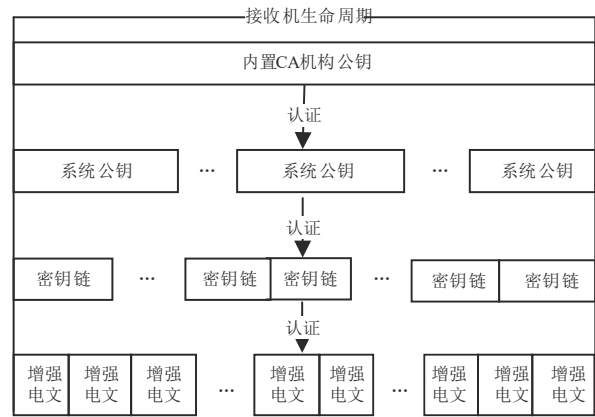 接收机生命周期
内置CA机构公钥
认证
系统公钥 ... 系统公钥 ... 系统公钥
认证
密钥链 ... 密钥链 密钥链 ... 密钥链 密钥链
认证
增强 增强 增强 增强 增强 增强 增强 增强
电文 电文 电文 ... 电文 电文 ... 电文 电文 电文